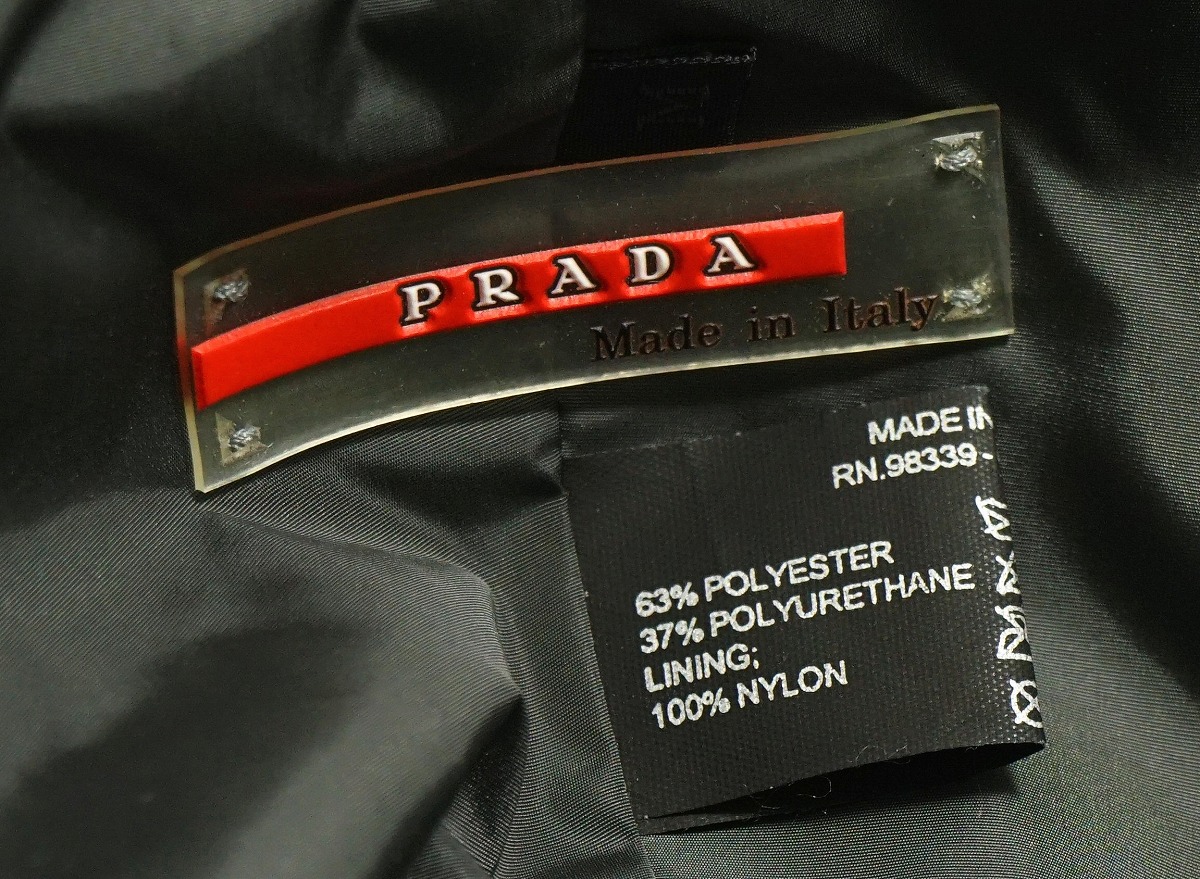 PRADA
Made in Italy
MADE IN
RN.98339-
63% POLYESTER
37% POLYURETHANE
LINING;
100% NYLON